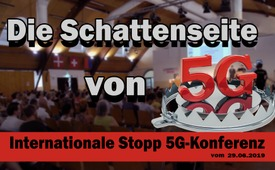 Die Schattenseite
von 5G
Internationale Stopp 5G-Konferenz
vom 29.06.2019